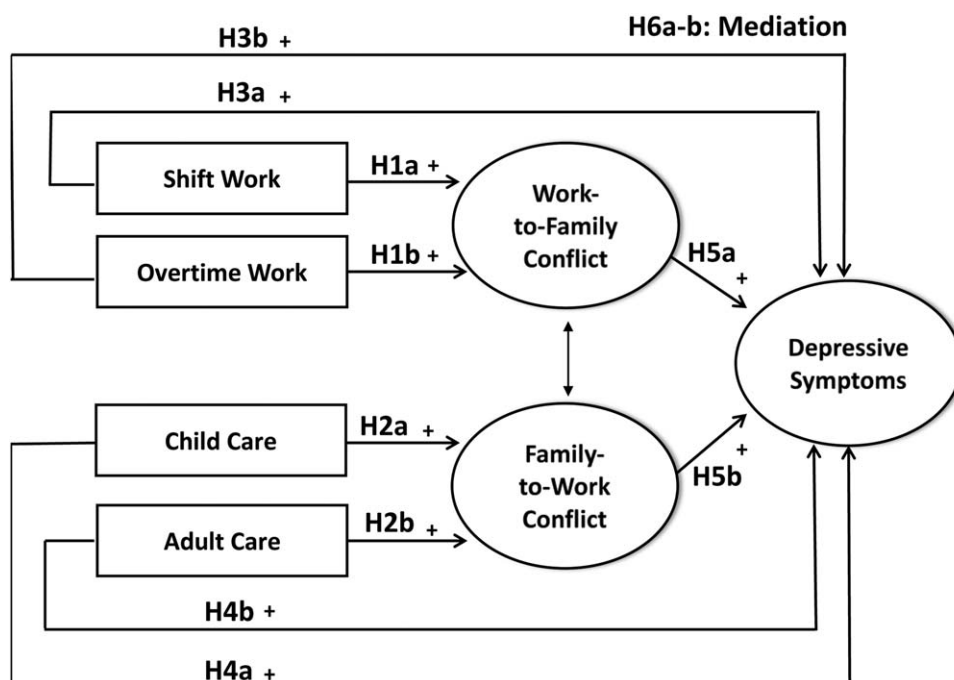 H3b +
H6a-b: Mediation
H3a +
Shift Work
H1a +
Work-
to-Family
Conflict
Overtime Work
H1b +
H5a
+
Depressive
Symptoms
Child Care
H2a +
Family-
to-Work
Conflict
+
H5b
Adult Care
H2b +
H4b +
H4a +